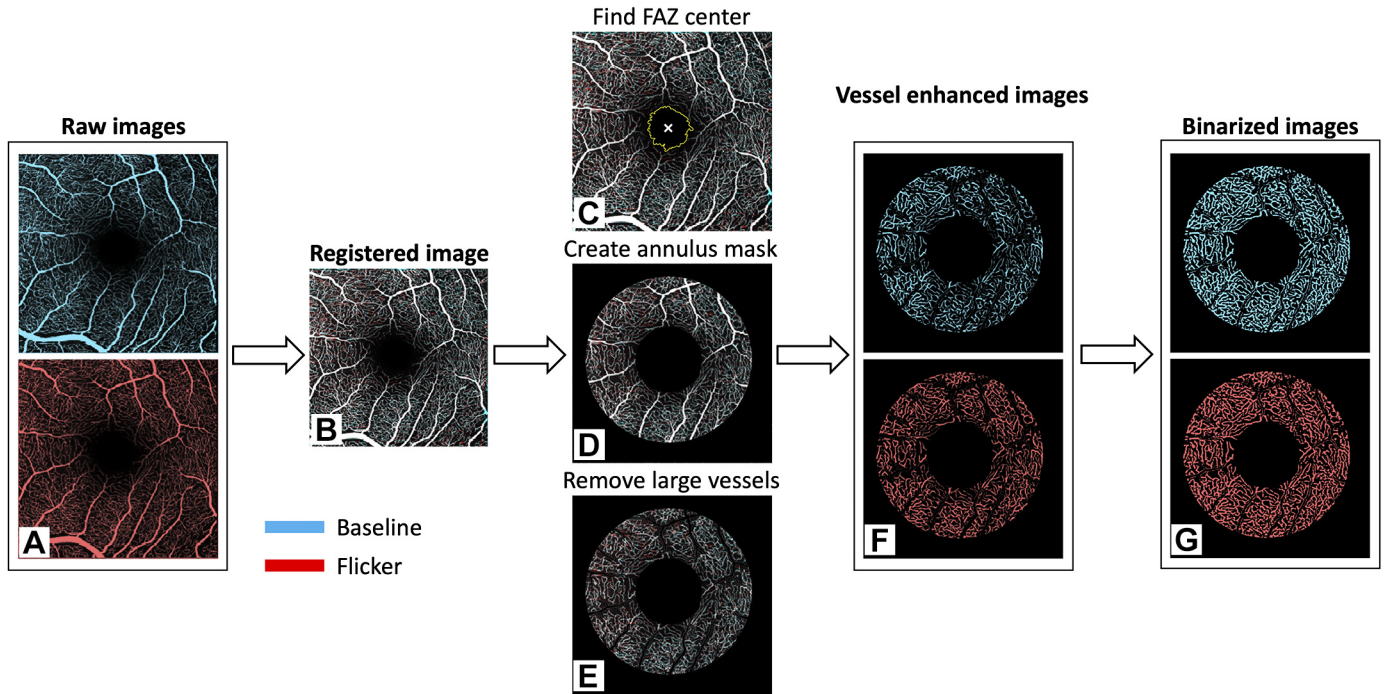 Raw images
A
Baseline
Flicker
Registered image
B
Find FAZ center
C
Create annulus mask
D
Remove large vessels
E
Vessel enhanced images
F
Binarized images
G